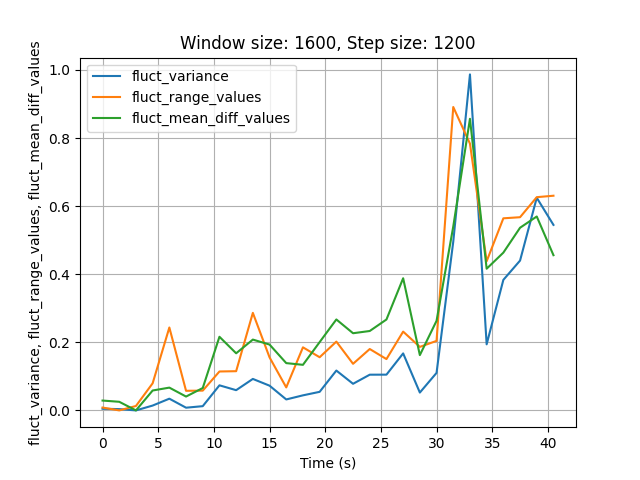 Window size: 1600, Step size: 1200
fluct_variance
fluct_range_values
fluct_mean_diff_values
fluct_variance, fluct_range_values, fluct_mean_diff_values
1.0
0.8
0.6
0.4
0.2
0.0
0 5 10 15 20 25 30 35 40
Time (s)